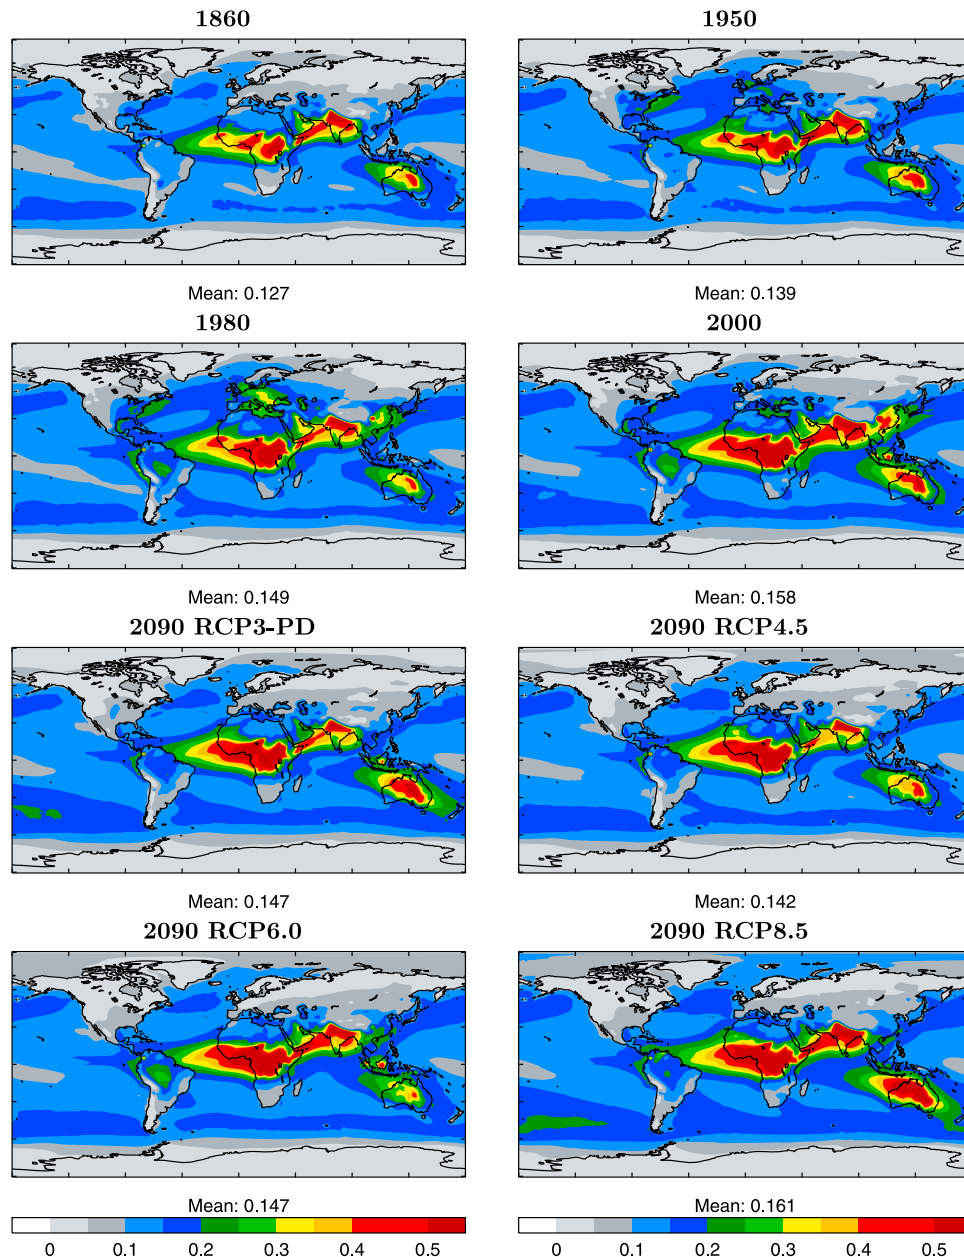 1860 1950
Mean: 0.127 Mean: 0.139
1980 2000
Mean: 0.149 Mean: 0.158
2090 RCP3-PD 2090 RCP4.5
Mean: 0.147 Mean: 0.142
2090 RCP6.0 2090 RCP8.5
Mean: 0.147 Mean: 0.161
0 0.1 0.2 0.3 0.4 0.5 0 0.1 0.2 0.3 0.4 0.5